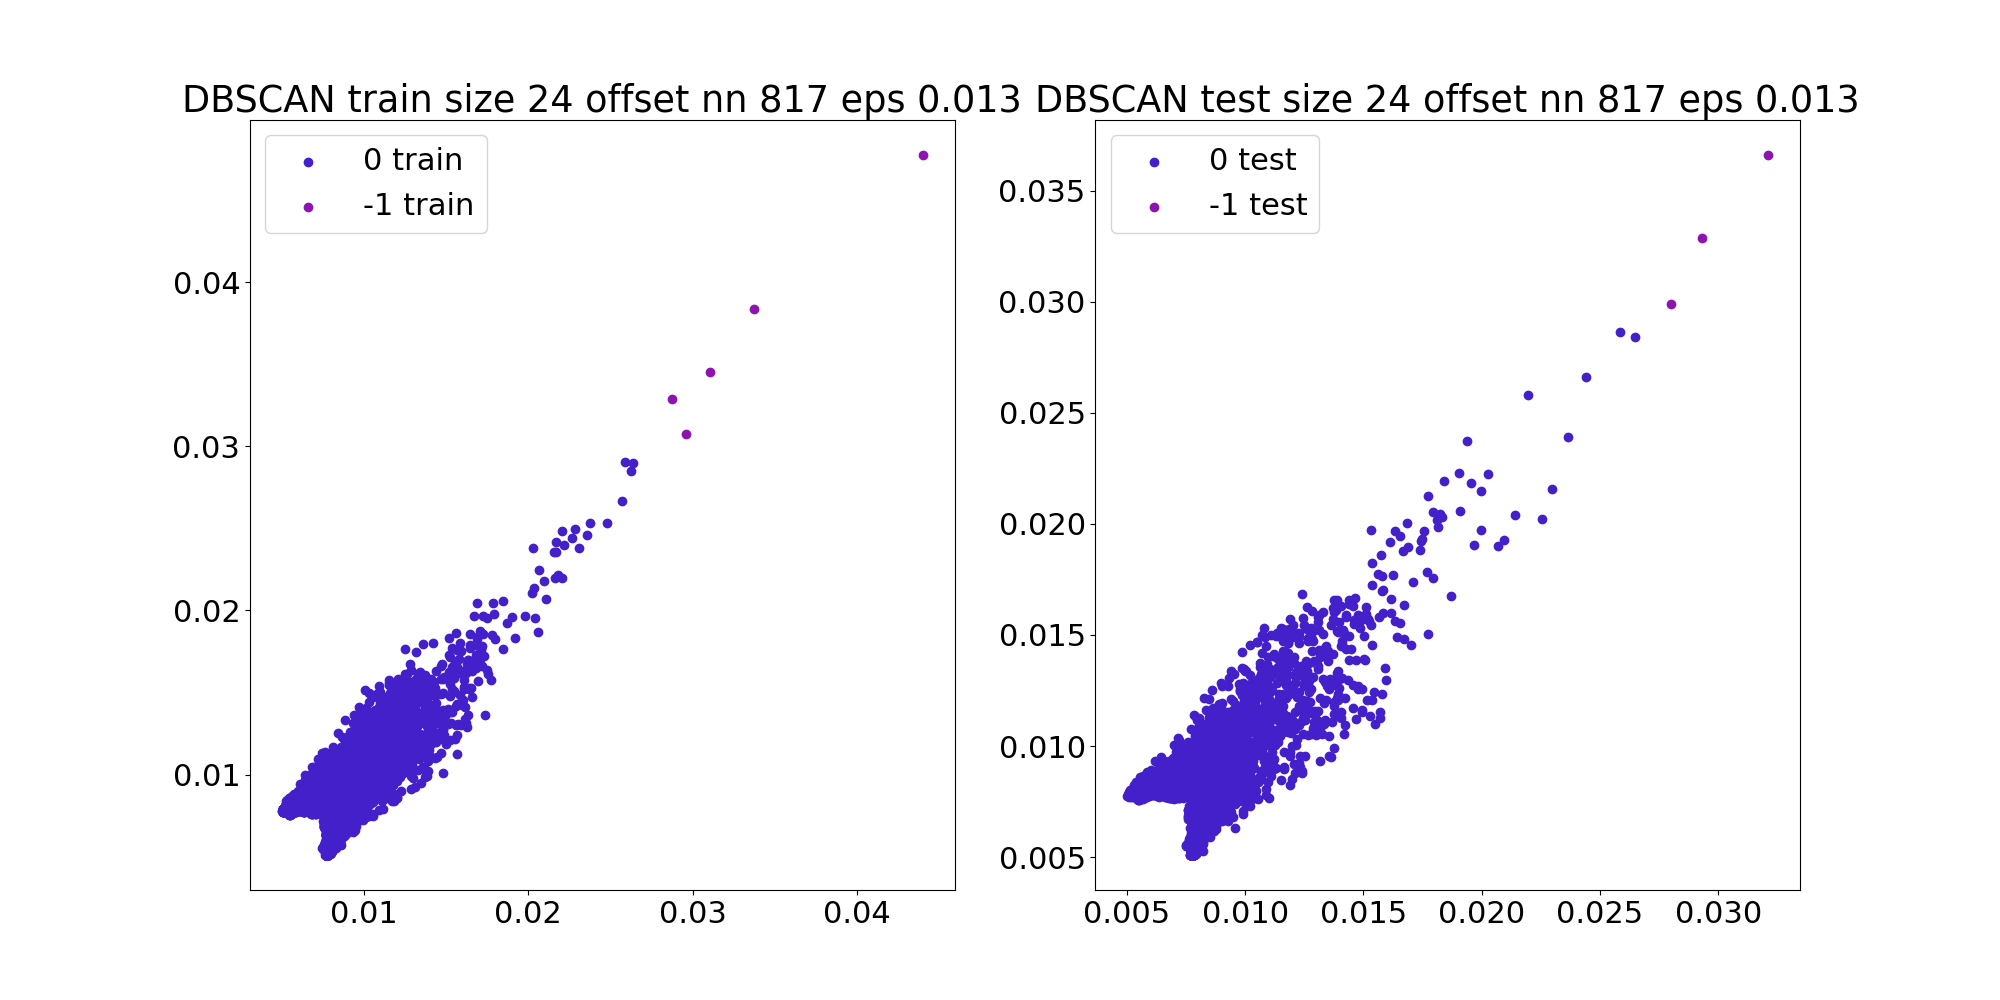 DBSCAN train size 24 offset nn 817 eps 0.013
0 train
-1 train
0.04
0.03
0.02
0.01
0.01 0.02 0.03 0.04
DBSCAN test size 24 offset nn 817 eps 0.013
0 test
-1 test
0.035
0.030
0.025
0.020
0.015
0.010
0.005
0.005 0.010 0.015 0.020 0.025 0.030